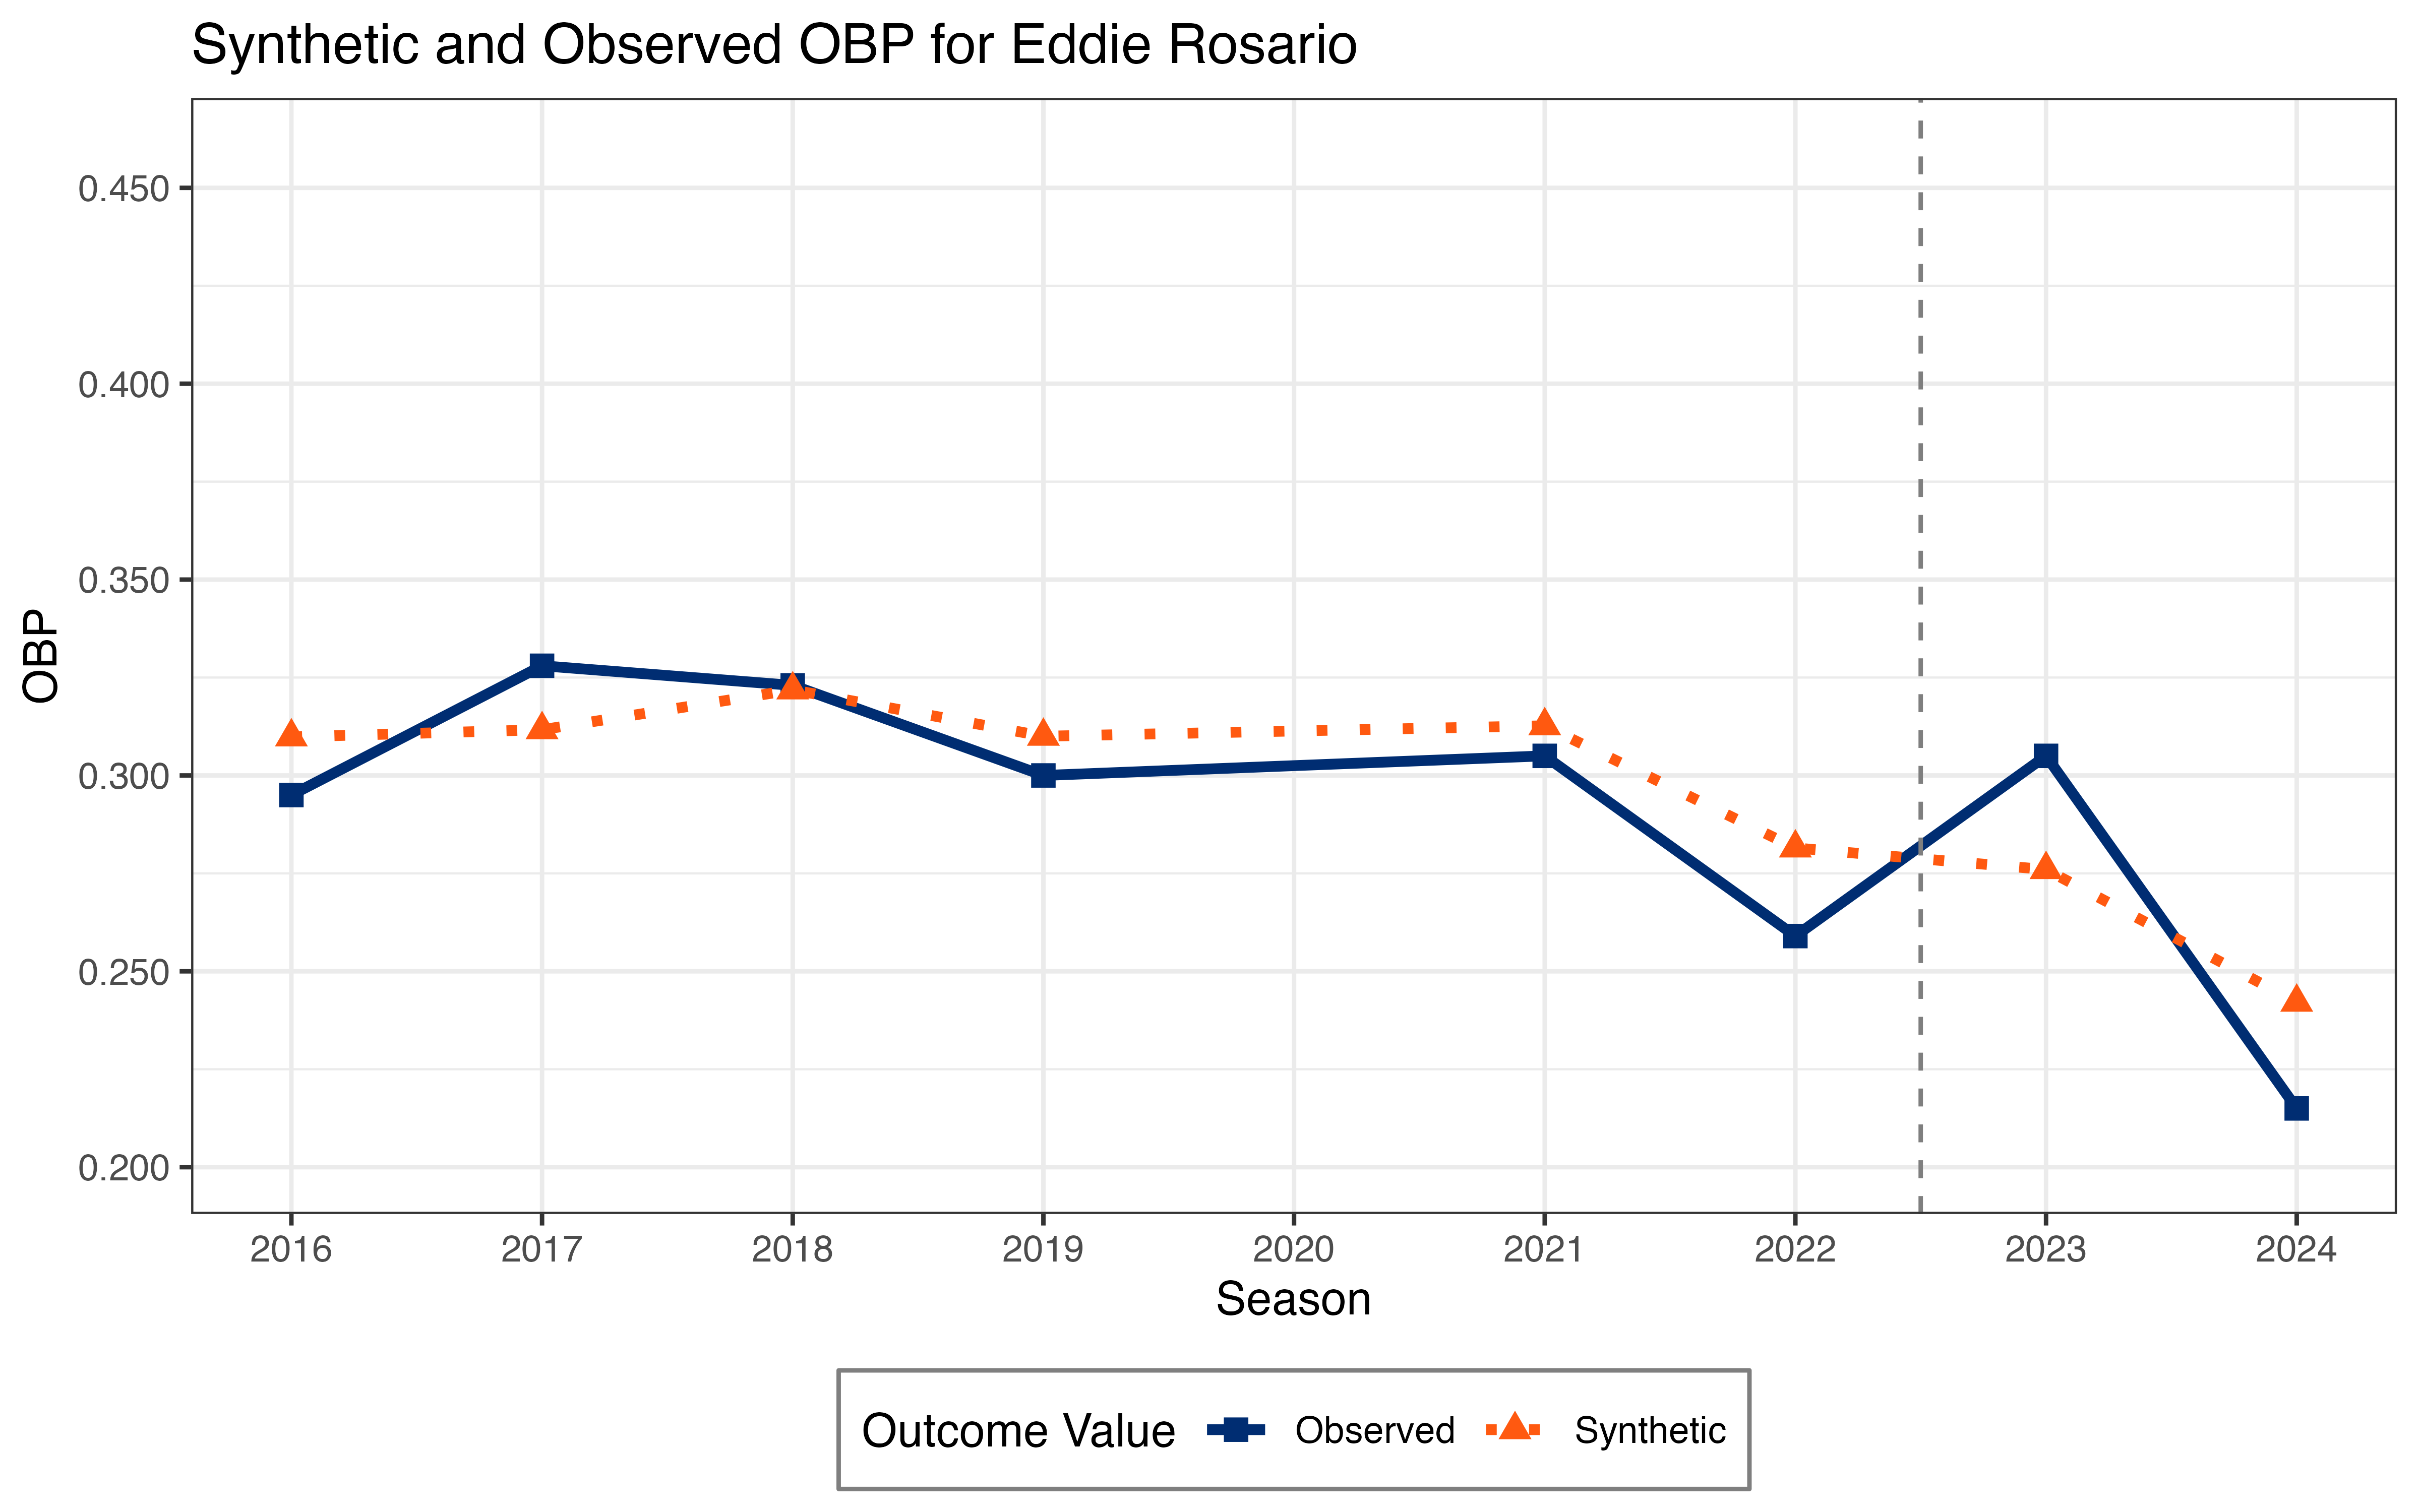 Synthetic and Observed OBP for Eddie Rosario
0.450
0.400
0.350
0.300
0.250
0.200
OBP
2016 2017 2018 2019 2020 2021 2022 2023 2024
Season
Outcome Value Observed Synthetic